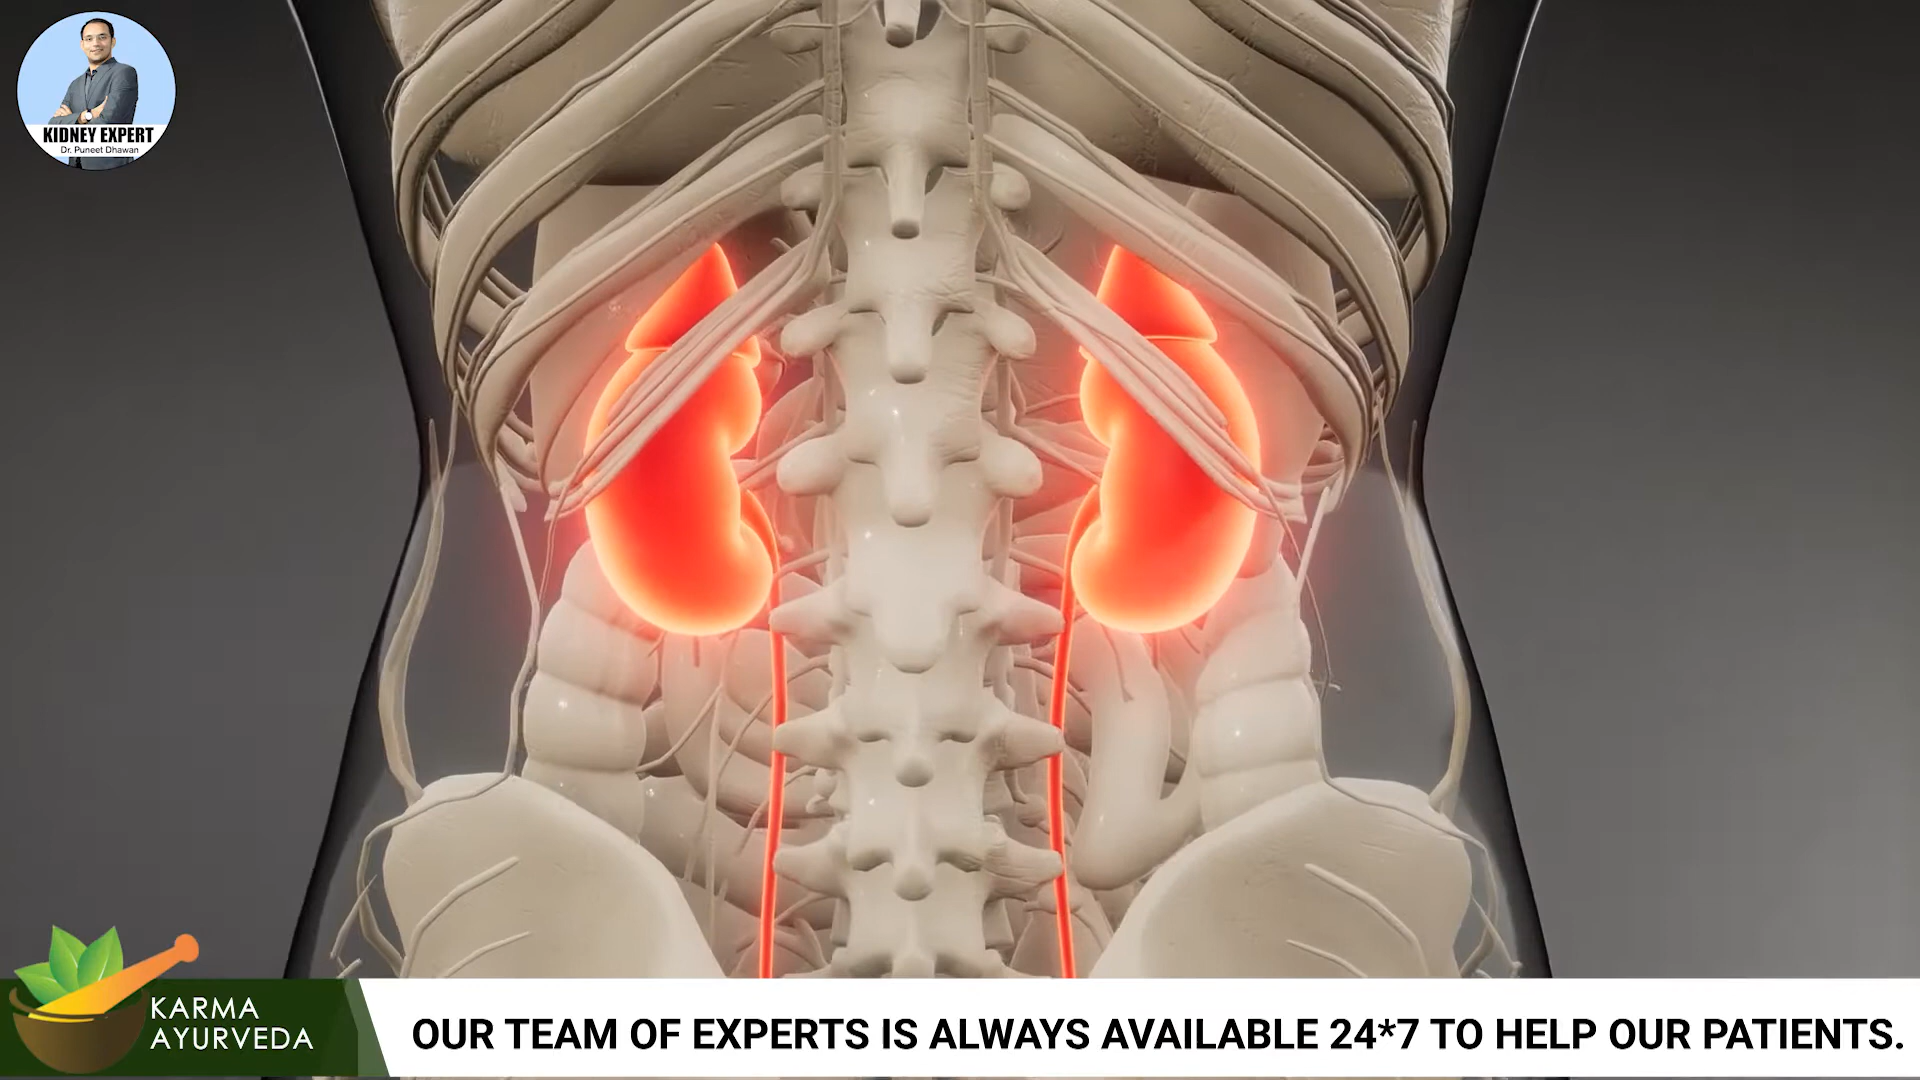 KIDNEY EXPERT
Dr. Puneet Dhawan
KARMA
AYURVEDA
OUR TEAM OF EXPERTS IS ALWAYS AVAILABLE 24*7 TO HELP OUR PATIENTS.